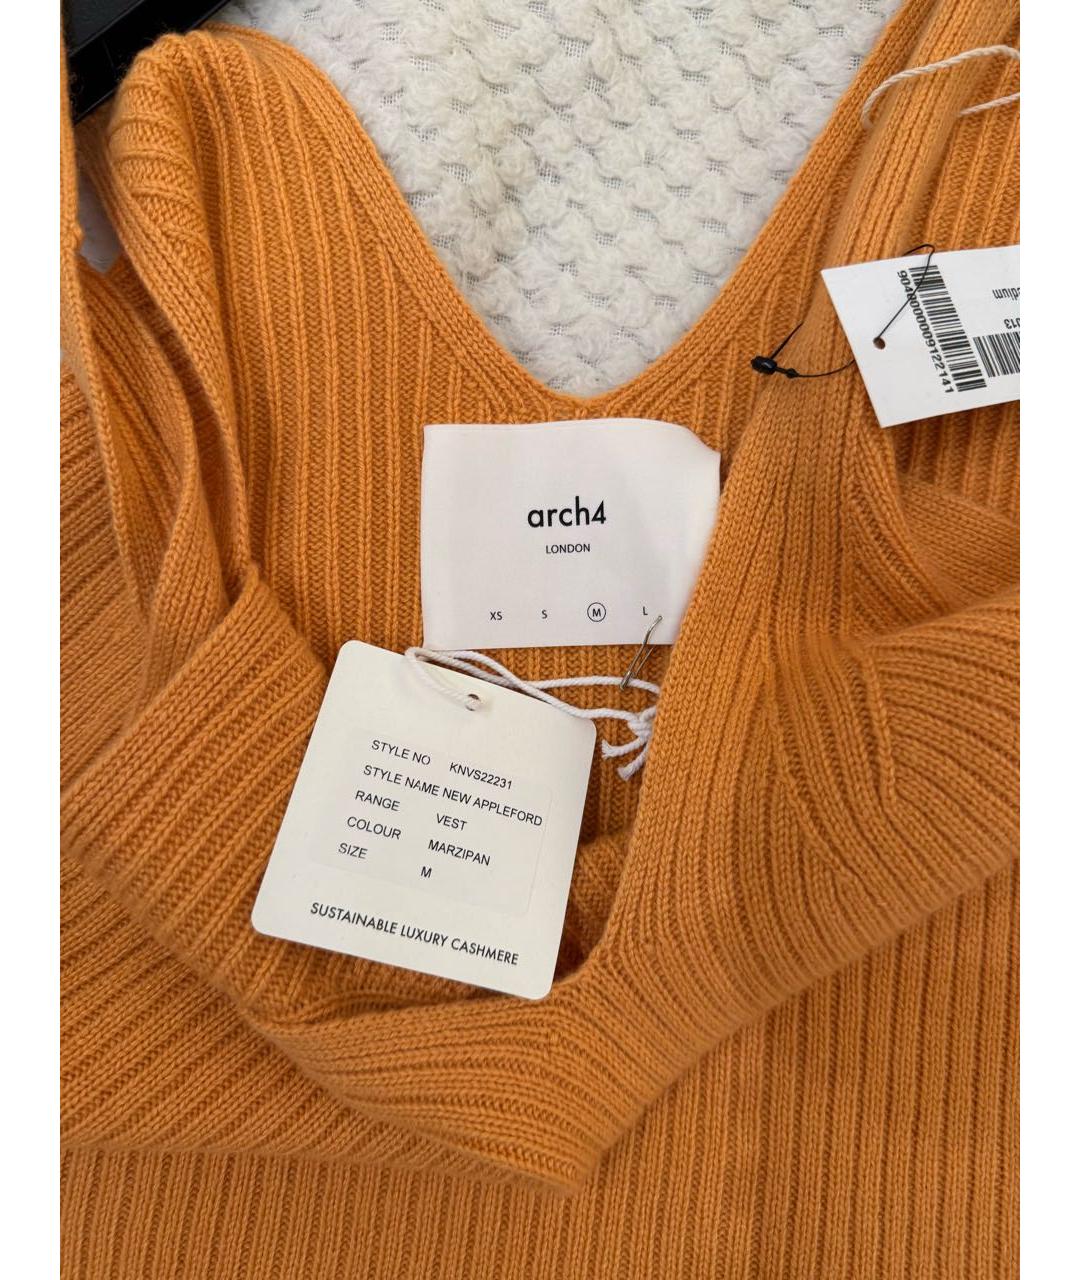 arch4
LONDON
XS S M L
STYLE NO KNVS22231
STYLE NAME NEW APPLEFORD
RANGE VEST
COLOUR MARZIPAN
SIZE M
SUSTAINABLE LUXURY CASHMERE